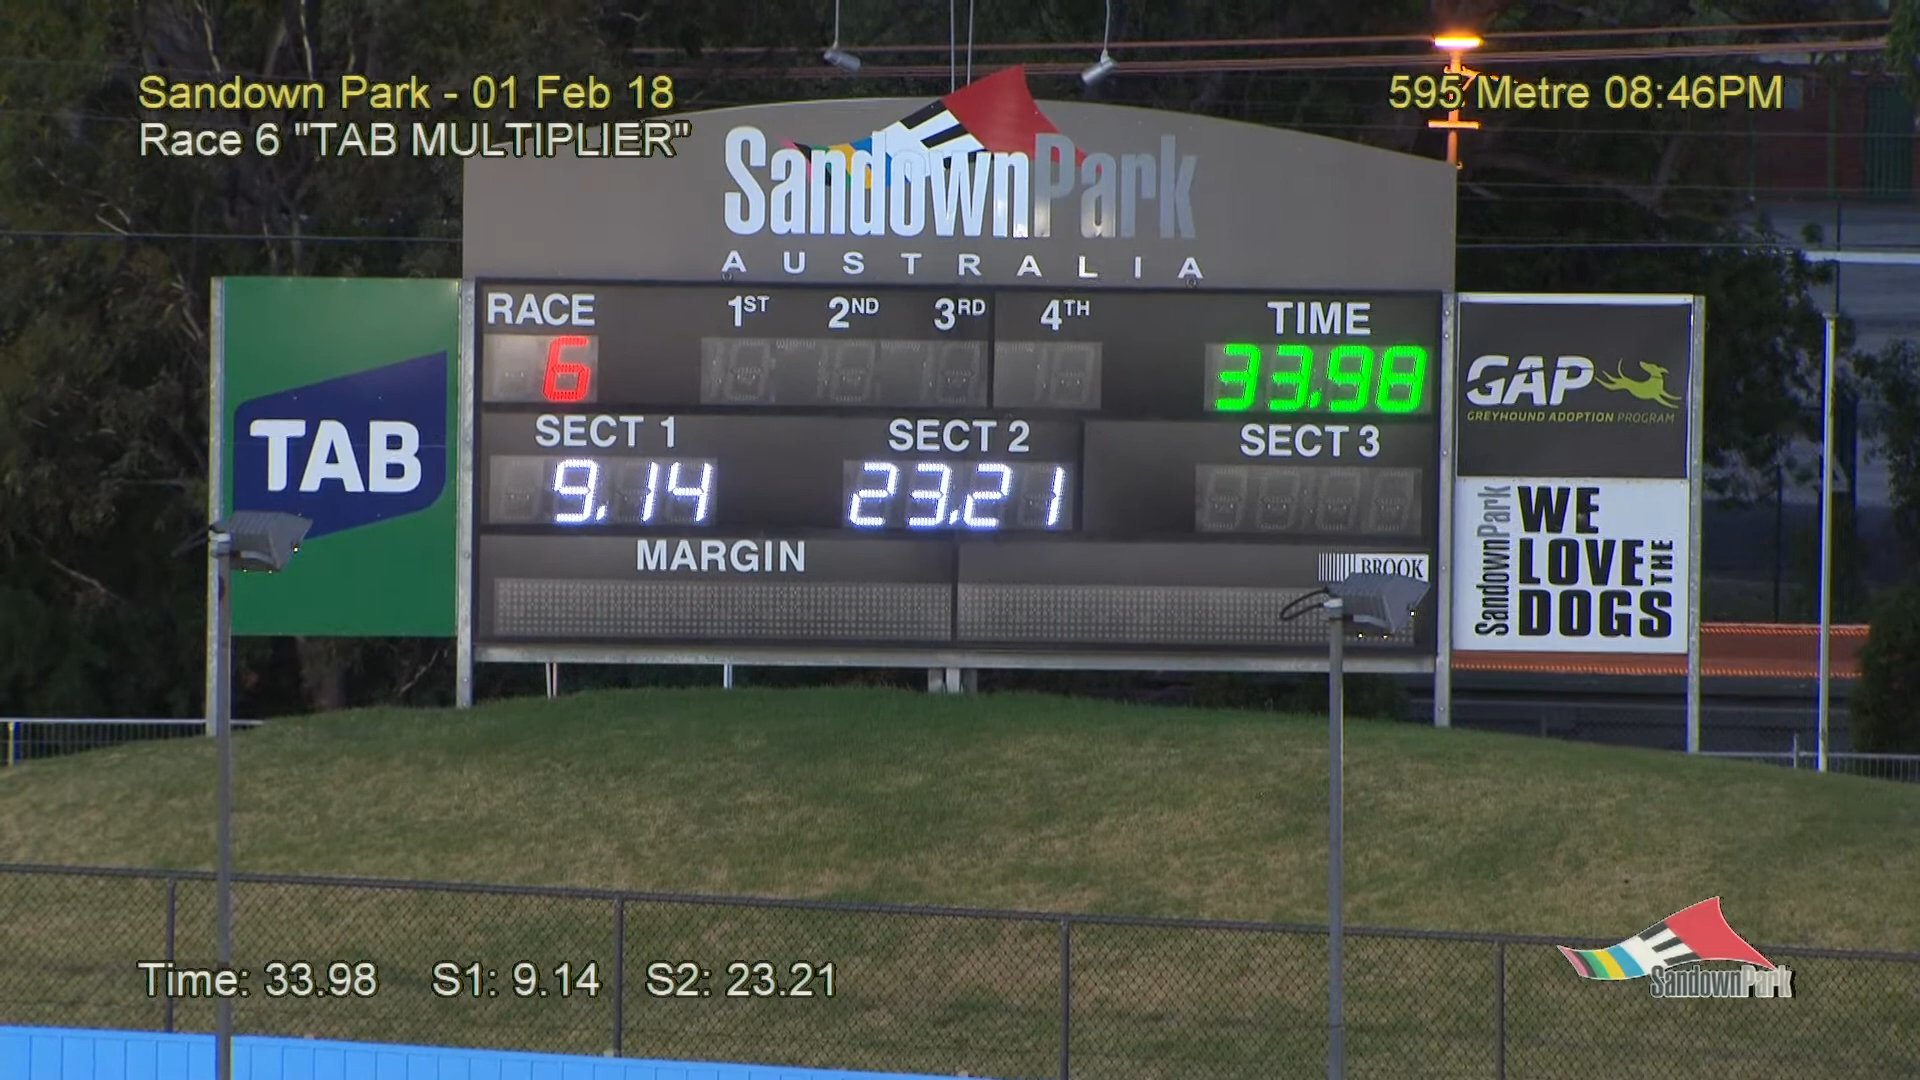 Sandown Park - 01 Feb 18
595 Metre 08:46PM
Race 6 "TAB MULTIPLIER"
SandownPark
AUSTRALIA
RACE 1ST 2ND 3RD 4TH TIME
6 33.98
SECT 1 SECT 2 SECT 3
9.14 23.21
MARGIN
BROOK
TAB
GAP
GREYHOUND ADOPTION PROGRAM
SandownPark
WE
LOVE THE
DOGS
Time: 33.98 S1: 9.14 S2: 23.21
SandownPark